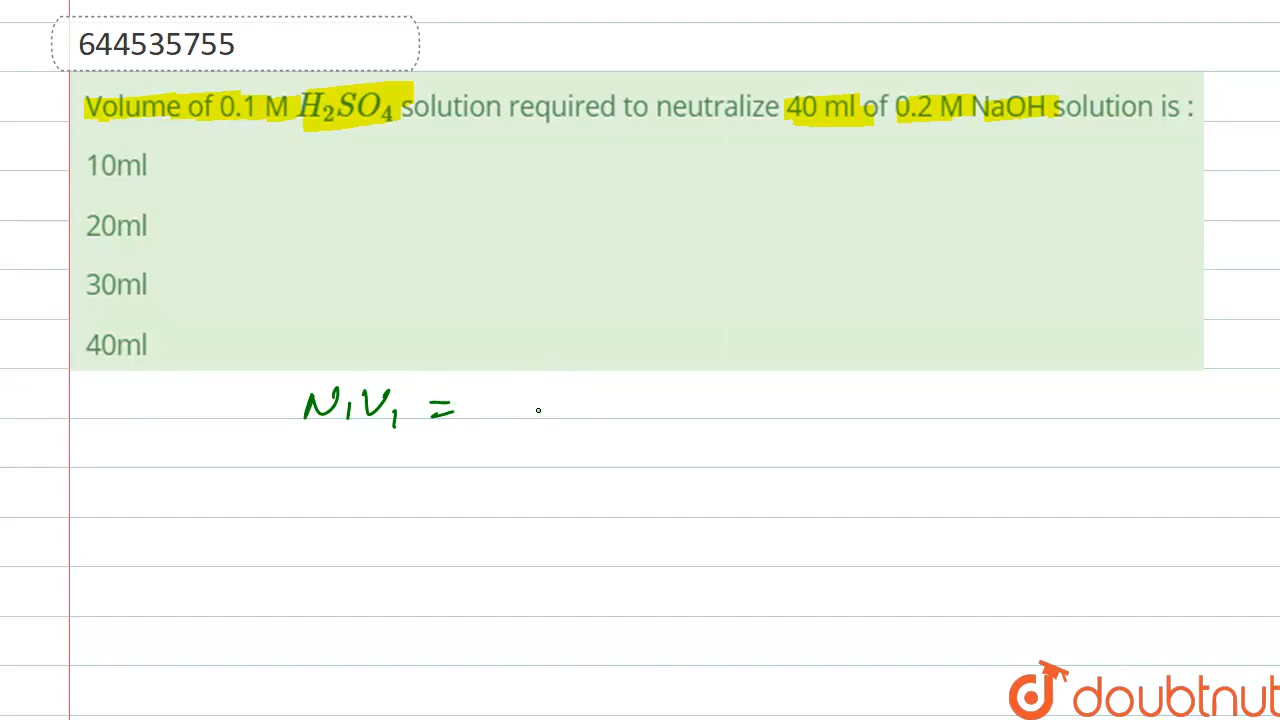 644535755
Volume of 0.1 M H₂SO₄ solution required to neutralize 40 ml of 0.2 M NaOH solution is :
10ml
20ml
30ml
40ml
N₁V₁ =
doubtnut